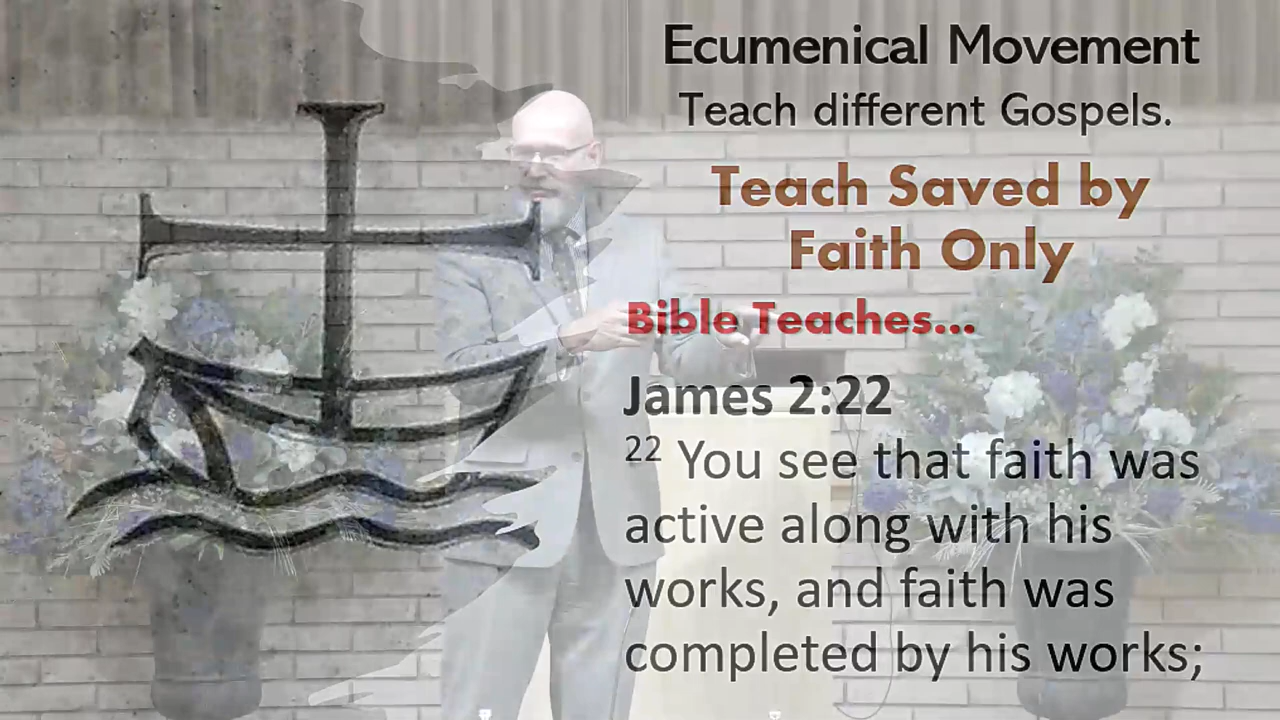 Ecumenical Movement
Teach different Gospels.
Teach Saved by
Faith Only
Bible Teaches...
James 2:22
22 You see that faith was
active along with his
works, and faith was
completed by his works;